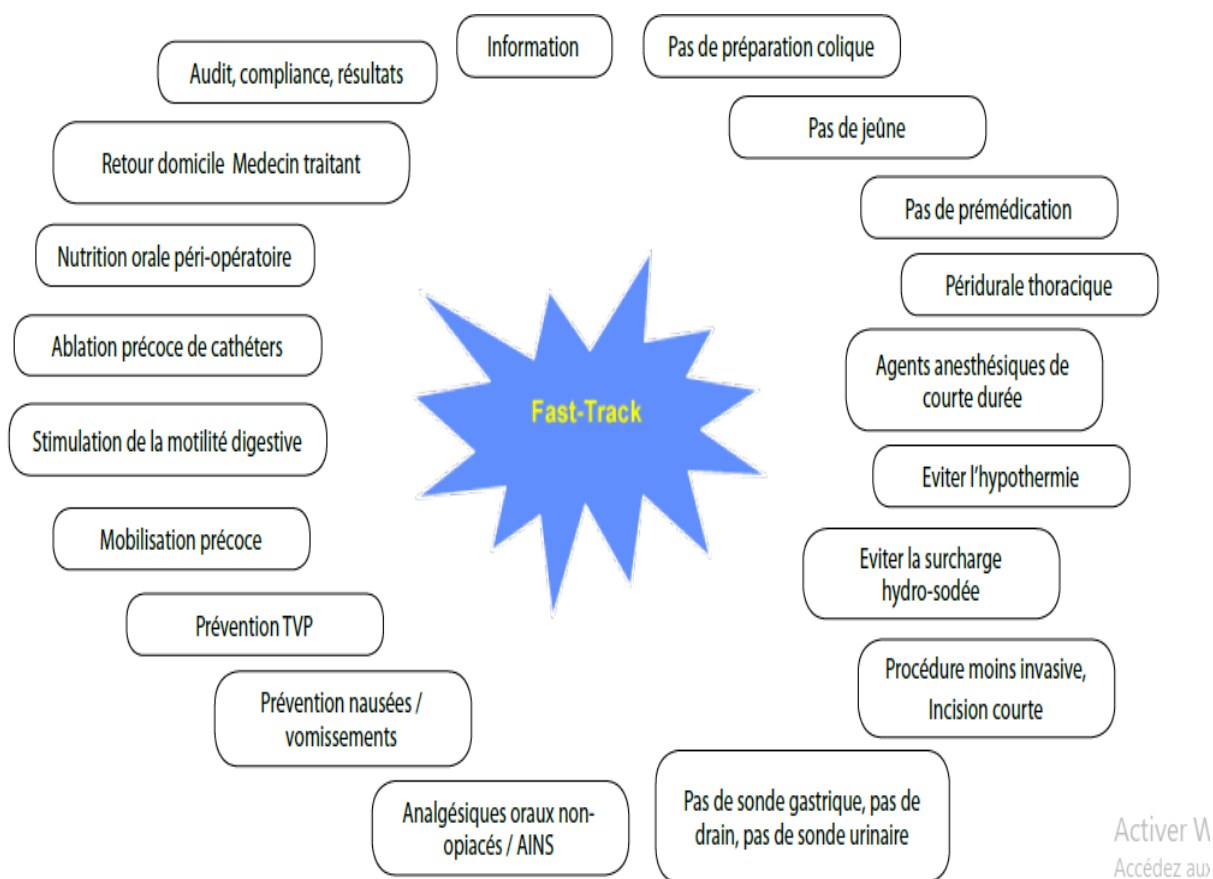 Information
Pas de préparation colique
Audit, compliance, résultats
Pas de jeûne
Retour domicile Medecin traitant
Pas de prémédication
Nutrition orale péri-opératoire
Péridurale thoracique
Ablation précoce de cathéters
Agents anesthésiques de
courte durée
Fast-Track
Stimulation de la motilité digestive
Eviter l'hypothermie
Mobilisation précoce
Eviter la surcharge
hydro-sodée
Prévention TVP
Procédure moins invasive,
Incision courte
Prévention nausées /
vomissements
Analgésiques oraux non-
opiacés / AINS
Pas de sonde gastrique, pas de
drain, pas de sonde urinaire
Activer W
Accédez aux